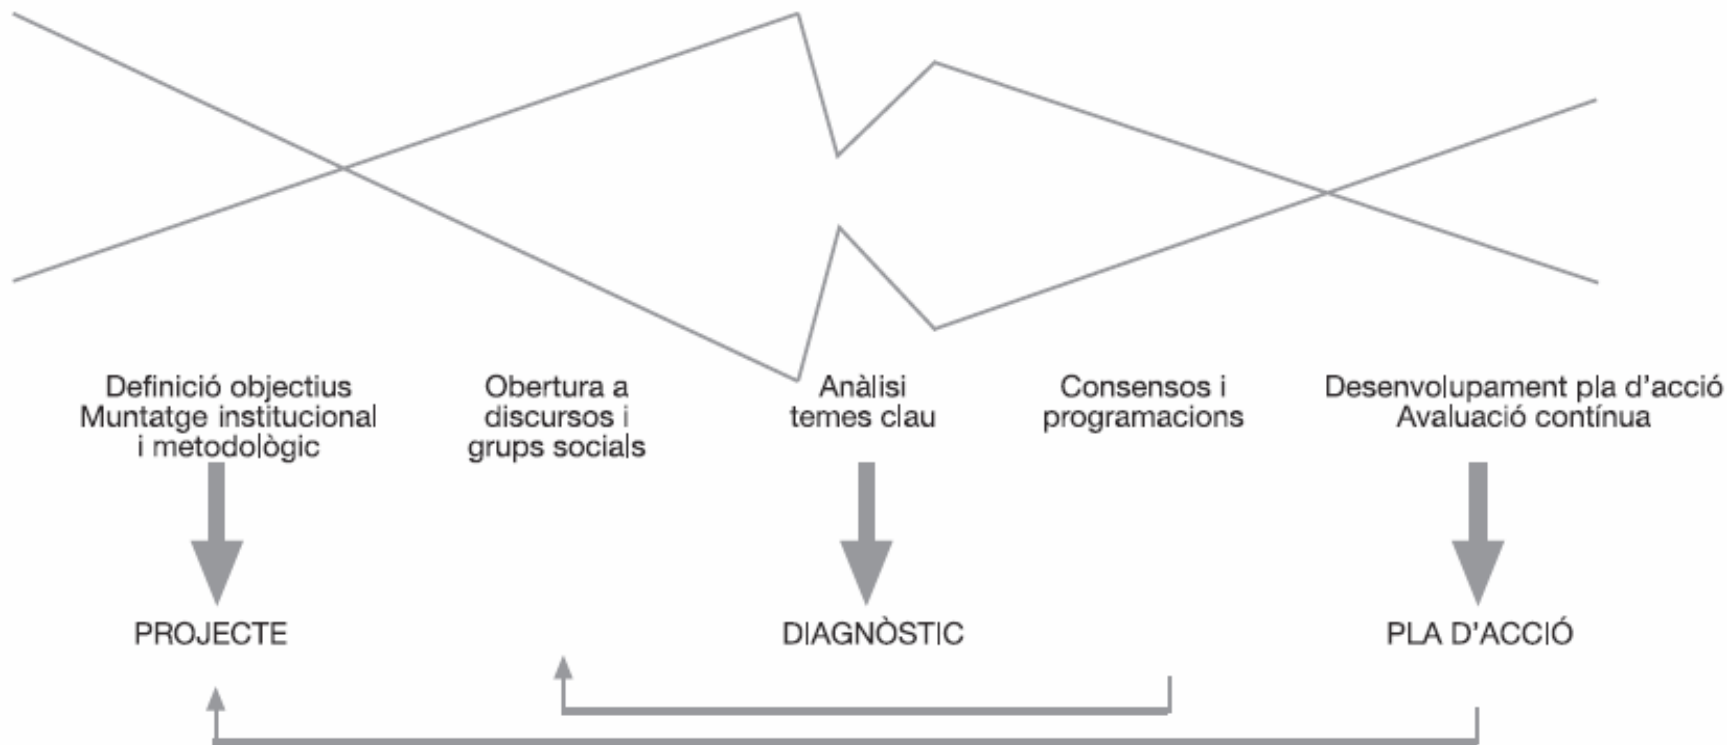 Definició objectius
Muntatge institucional
i metodològic
Obertura a
discursos i
grups socials
Anàlisi
temes clau
Consensos i
programacions
Desenvolupament pla d'acció
Avaluació contínua
PROJECTE
DIAGNÒSTIC
PLA D'ACCIÓ